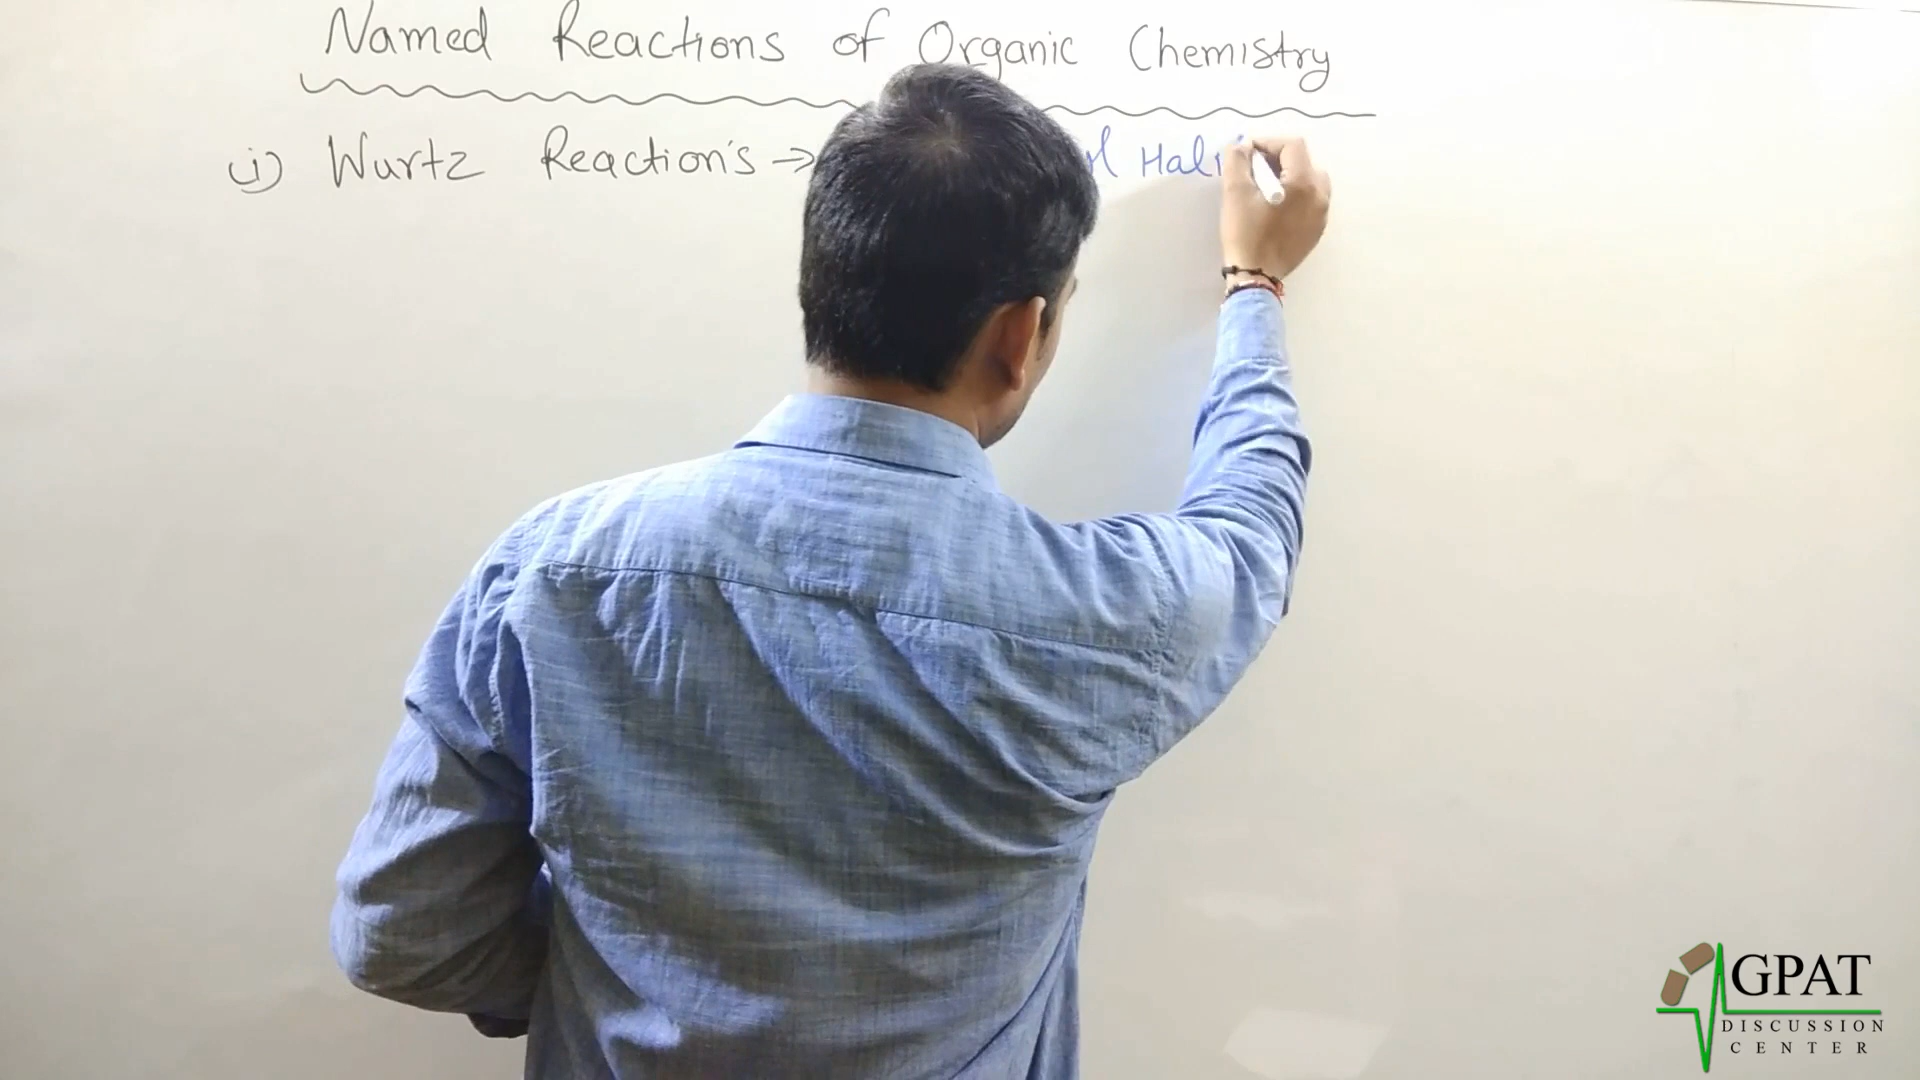 Named Reactions of Organic Chemistry
(i) Wurtz Reaction's →
GPAT
DISCUSSION
CENTER